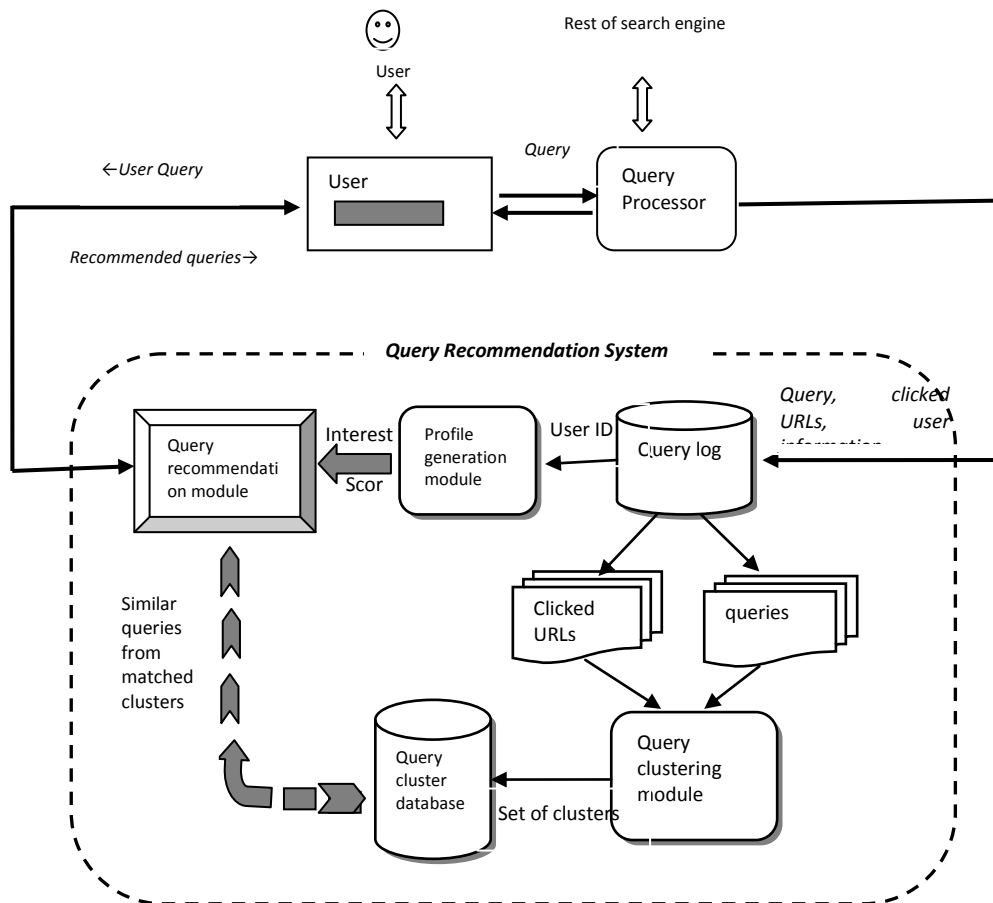 Rest of search engine
User
Query
←User Query
User
Query
Processor
Recommended queries→
Query Recommendation System
Query, clicked
URLs, user
information
Query
recommendati
on module
Interest
Scor
Profile
generation
module
User ID
Query log
Similar
queries
from
matched
clusters
Clicked
URLs
queries
Query
cluster
database
Set of clusters
Query
clustering
module